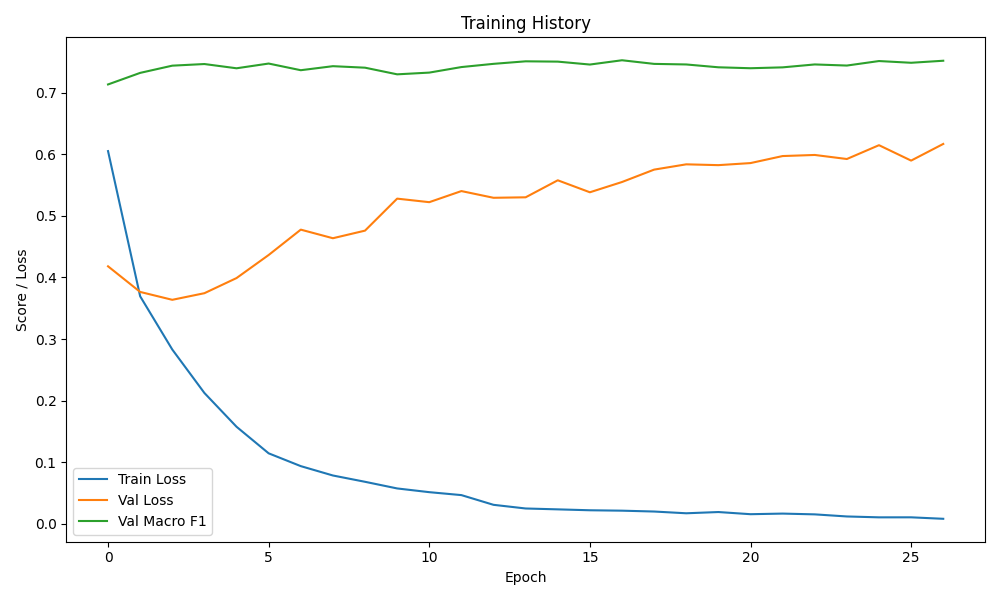 Training History
Score / Loss
0.7
0.6
0.5
0.4
0.3
0.2
0.1
0.0
Train Loss
Val Loss
Val Macro F1
0 5 10 15 20 25
Epoch